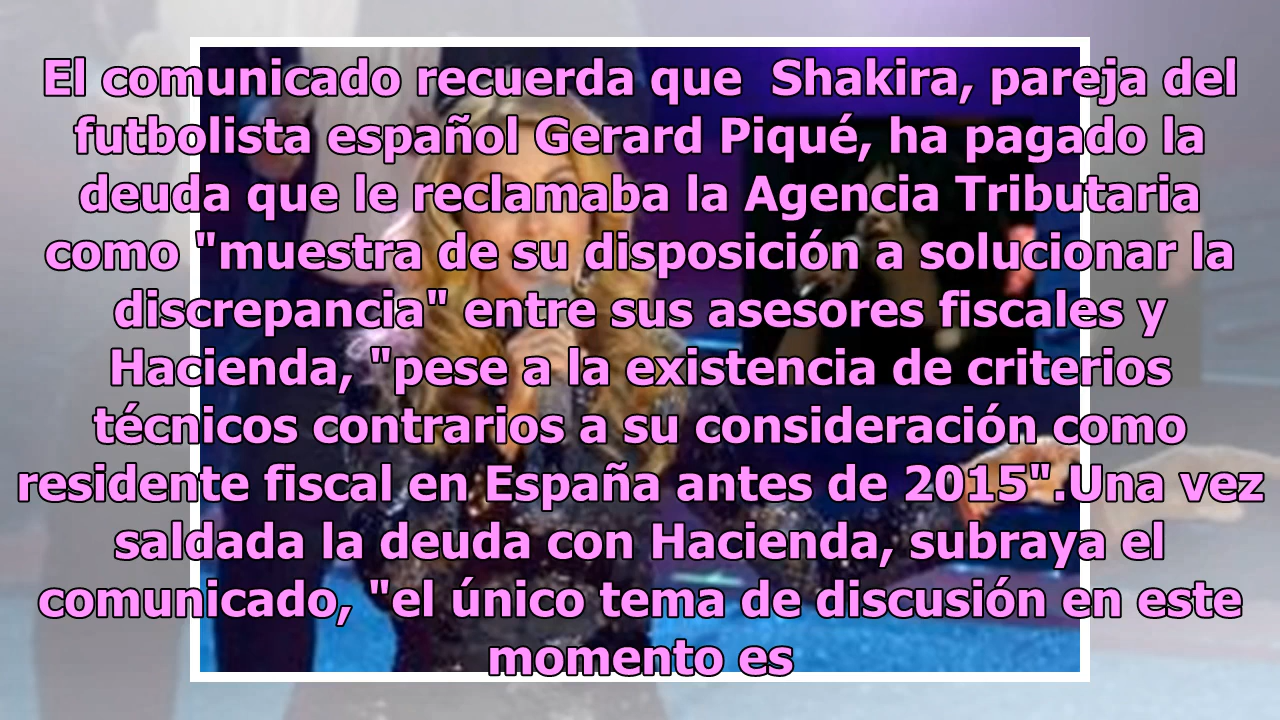 El comunicado recuerda que  Shakira, pareja del
futbolista español Gerard Piqué, ha pagado la
deuda que le reclamaba la Agencia Tributaria
como "muestra de su disposición a solucionar la
discrepancia" entre sus asesores fiscales y
Hacienda, "pese a la existencia de criterios
técnicos contrarios a su consideración como
residente fiscal en España antes de 2015".Una vez
saldada la deuda con Hacienda, subraya el
comunicado, "el único tema de discusión en este
momento es